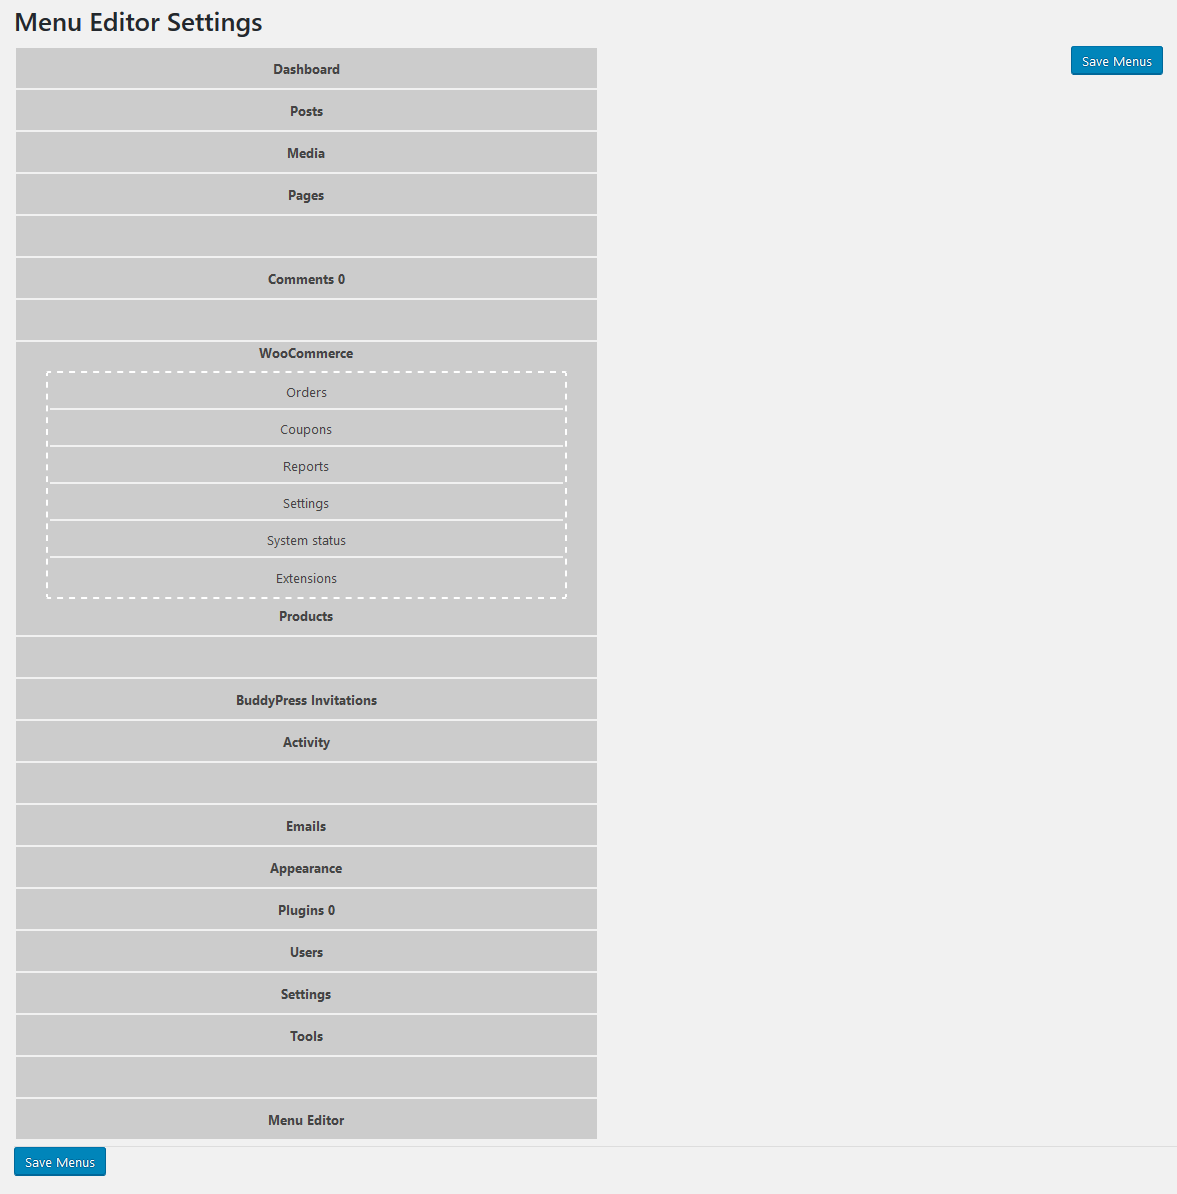 Menu Editor Settings
Save Menus
Dashboard
Posts
Media
Pages
Comments 0
WooCommerce
Orders
Coupons
Reports
Settings
System status
Extensions
Products
BuddyPress Invitations
Activity
Emails
Appearance
Plugins 0
Users
Settings
Tools
Menu Editor
Save Menus